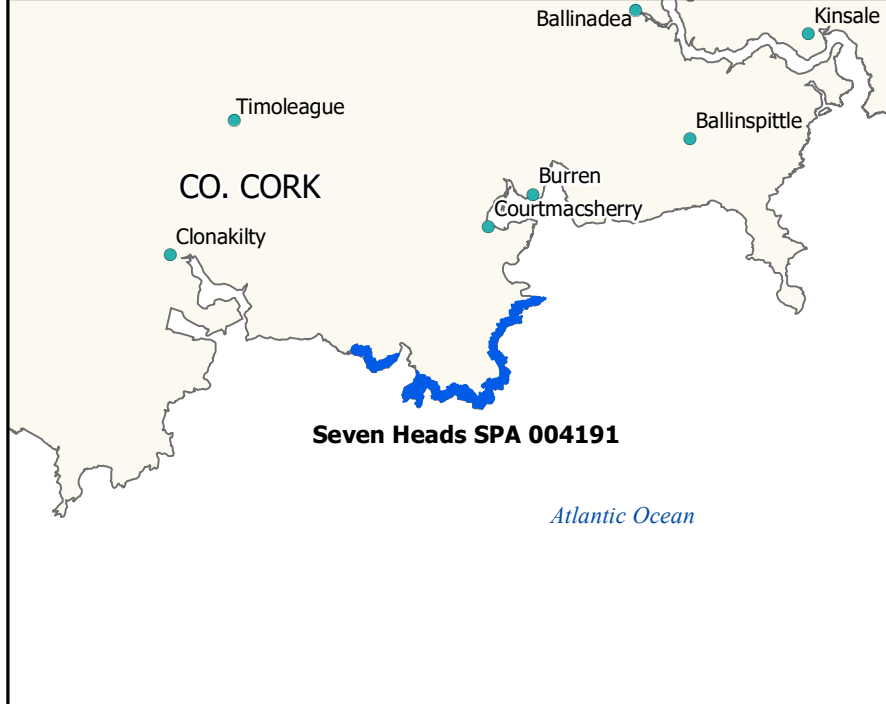 Ballinadea
Kinsale
Timoleague
Ballinspittle
CO. CORK
Burren
Courtmacsherry
Clonakilty
Seven Heads SPA 004191
Atlantic Ocean